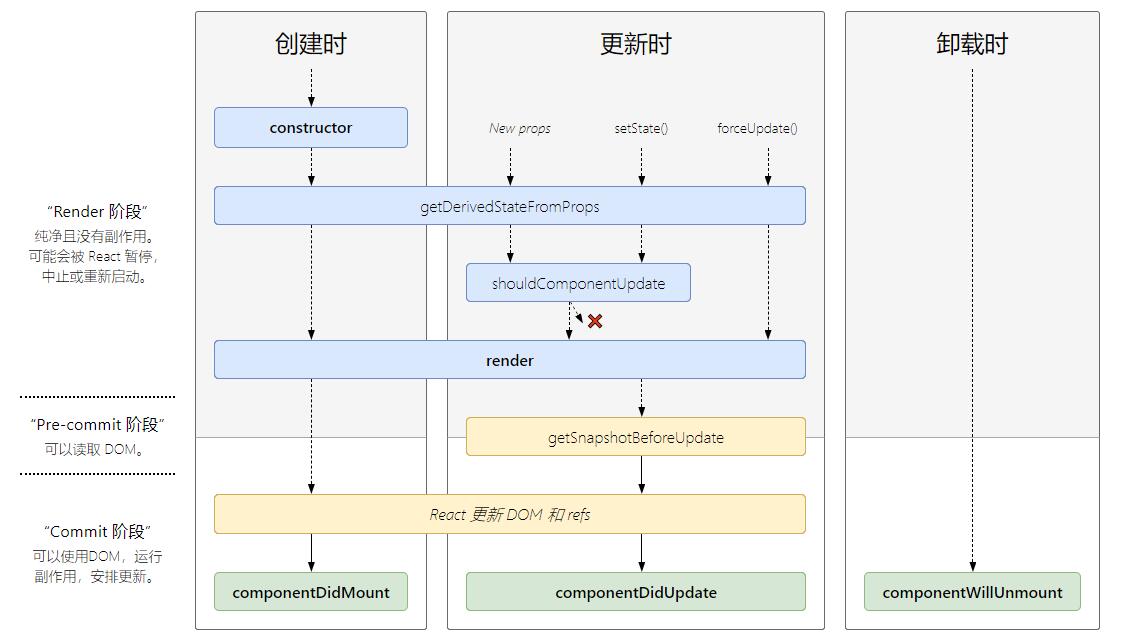 创建时
更新时
卸载时
constructor
New props
setState()
forceUpdate()
“Render 阶段”
纯净且没有副作用。
可能会被 React 暂停，
中止或重新启动。
getDerivedStateFromProps
shouldComponentUpdate
render
“Pre-commit 阶段”
可以读取 DOM。
getSnapshotBeforeUpdate
“Commit 阶段”
可以使用DOM，运行
副作用，安排更新。
React 更新 DOM 和 refs
componentDidMount
componentDidUpdate
componentWillUnmount